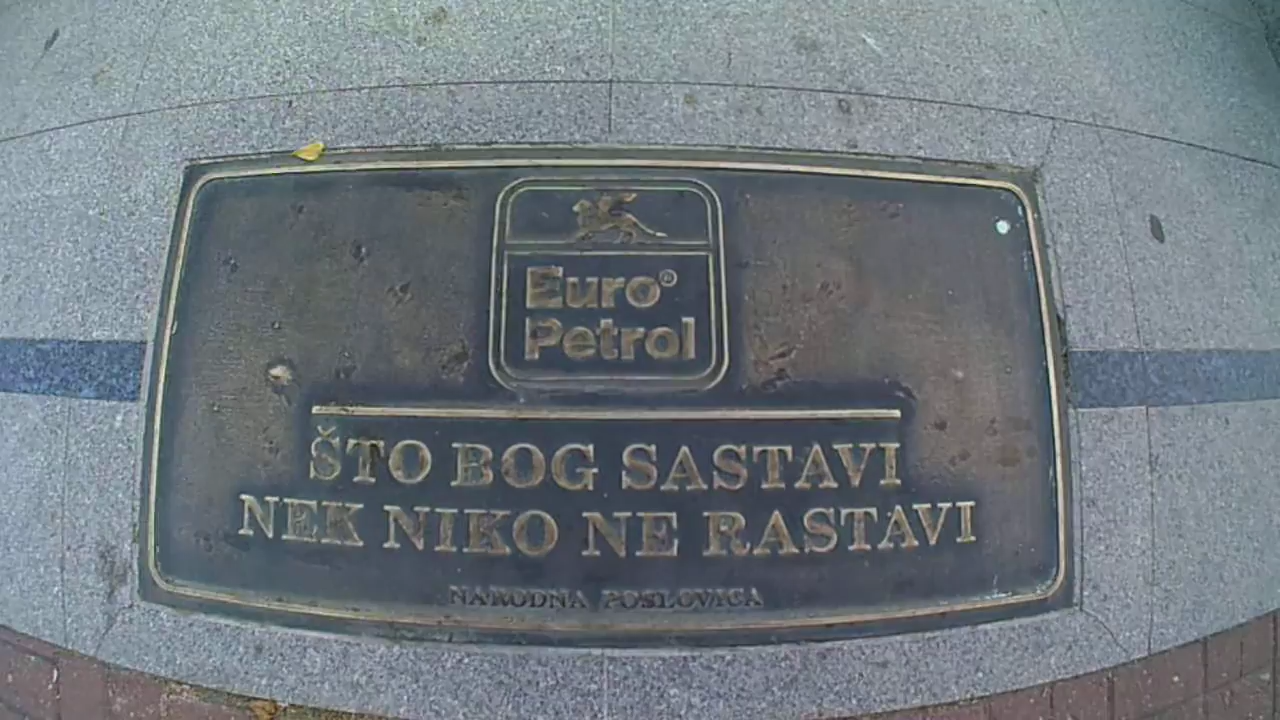 Euro®
Petrol
ŠTO BOG SASTAVI
NEK NIKO NE RASTAVI
NARODNA POSLOVICA